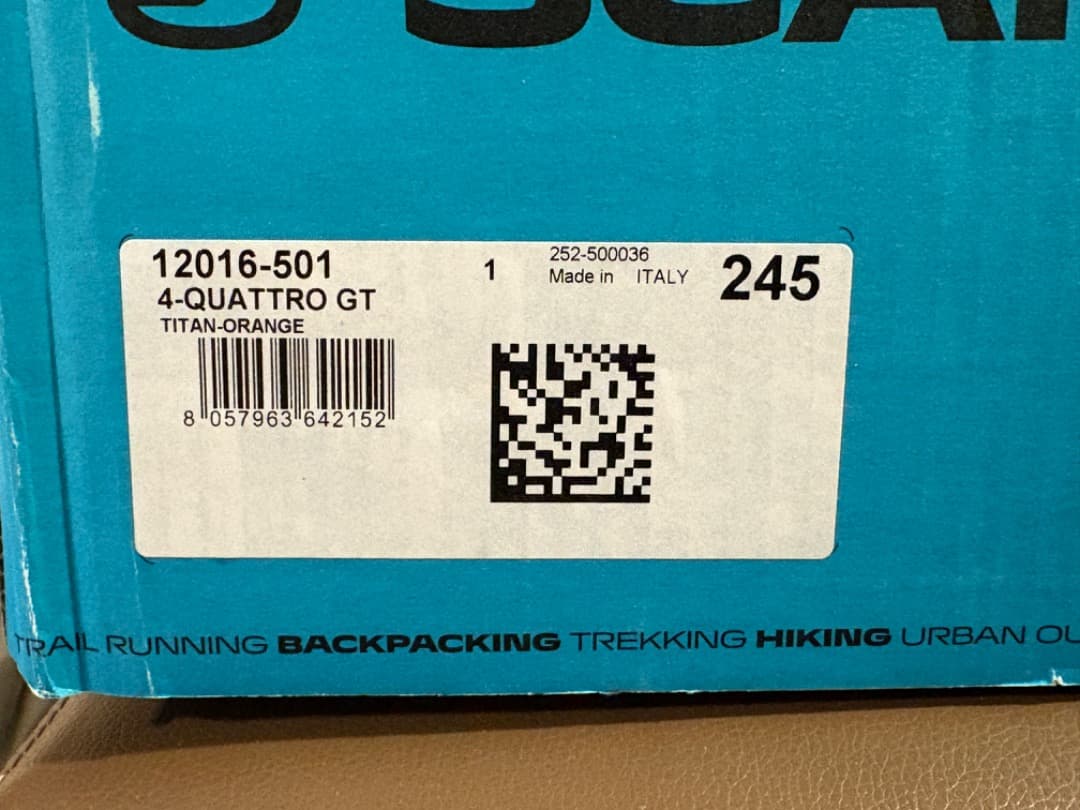 12016-501
4-QUATTRO GT
TITAN-ORANGE
8 057963 642152
1
252-500036
Made in ITALY
245
TRAIL RUNNING BACKPACKING TREKKING HIKING URBAN